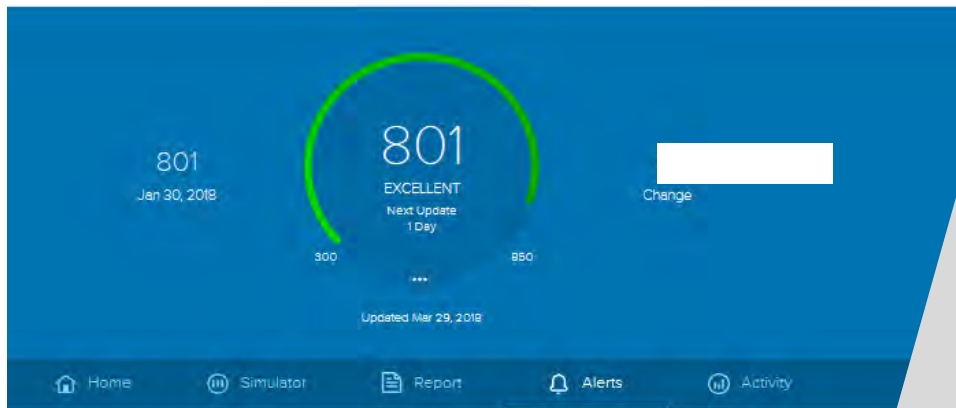 801
Jan 30, 2018
801
EXCELLENT
Next Update
1 Day
300
850
•••
Updated Mar 29, 2018
Change
Home
Simulator
Report
Alerts
Activity